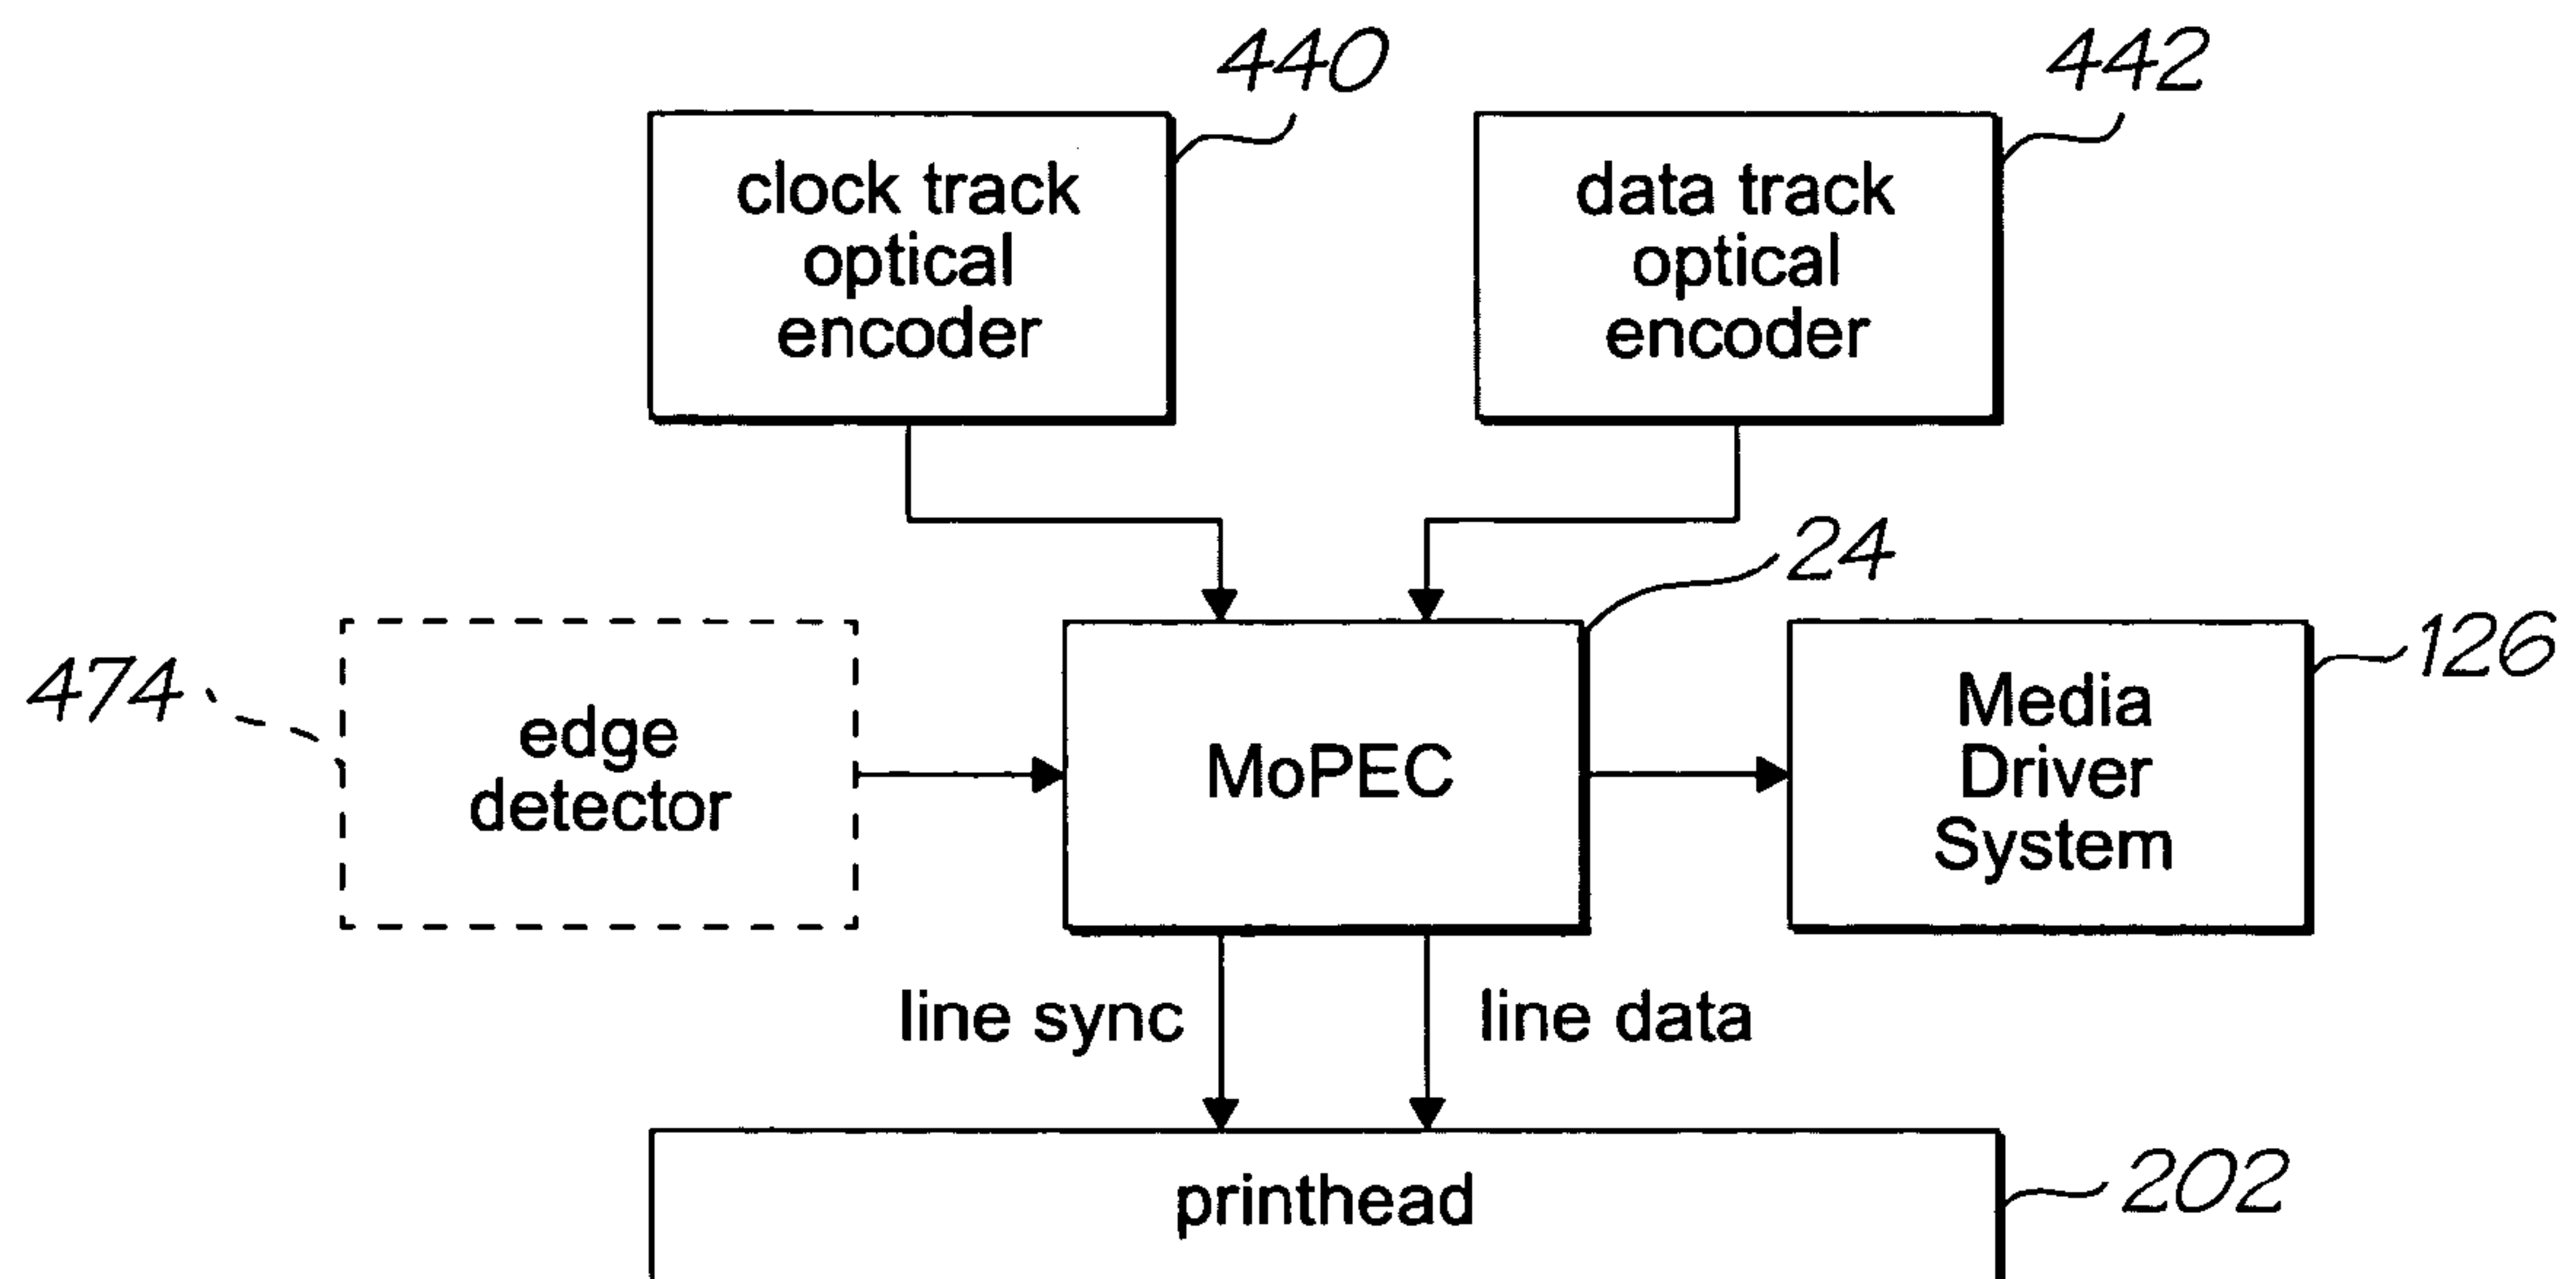 440
442
clock track
optical
encoder
data track
optical
encoder
24
474
edge
detector
MoPEC
Media
Driver
System
126
line sync
line data
printhead
202